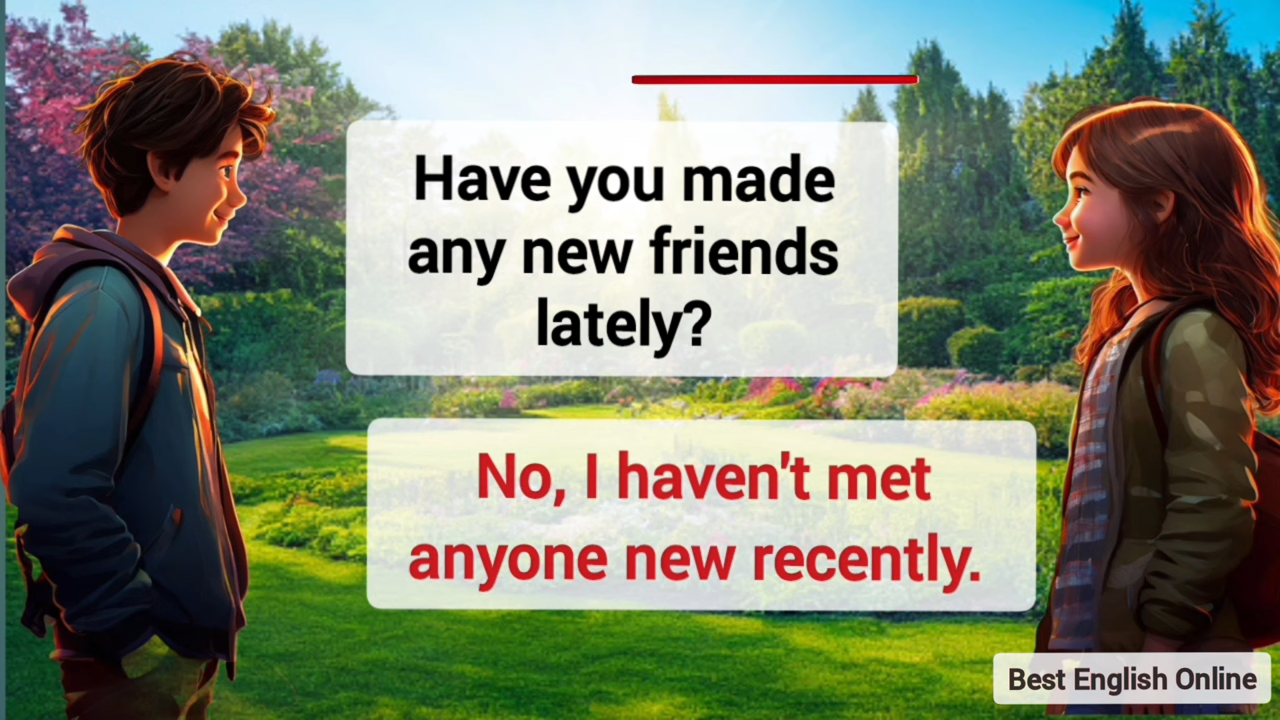 Have you made
any new friends
lately?
No, I haven't met
anyone new recently.
Best English Online